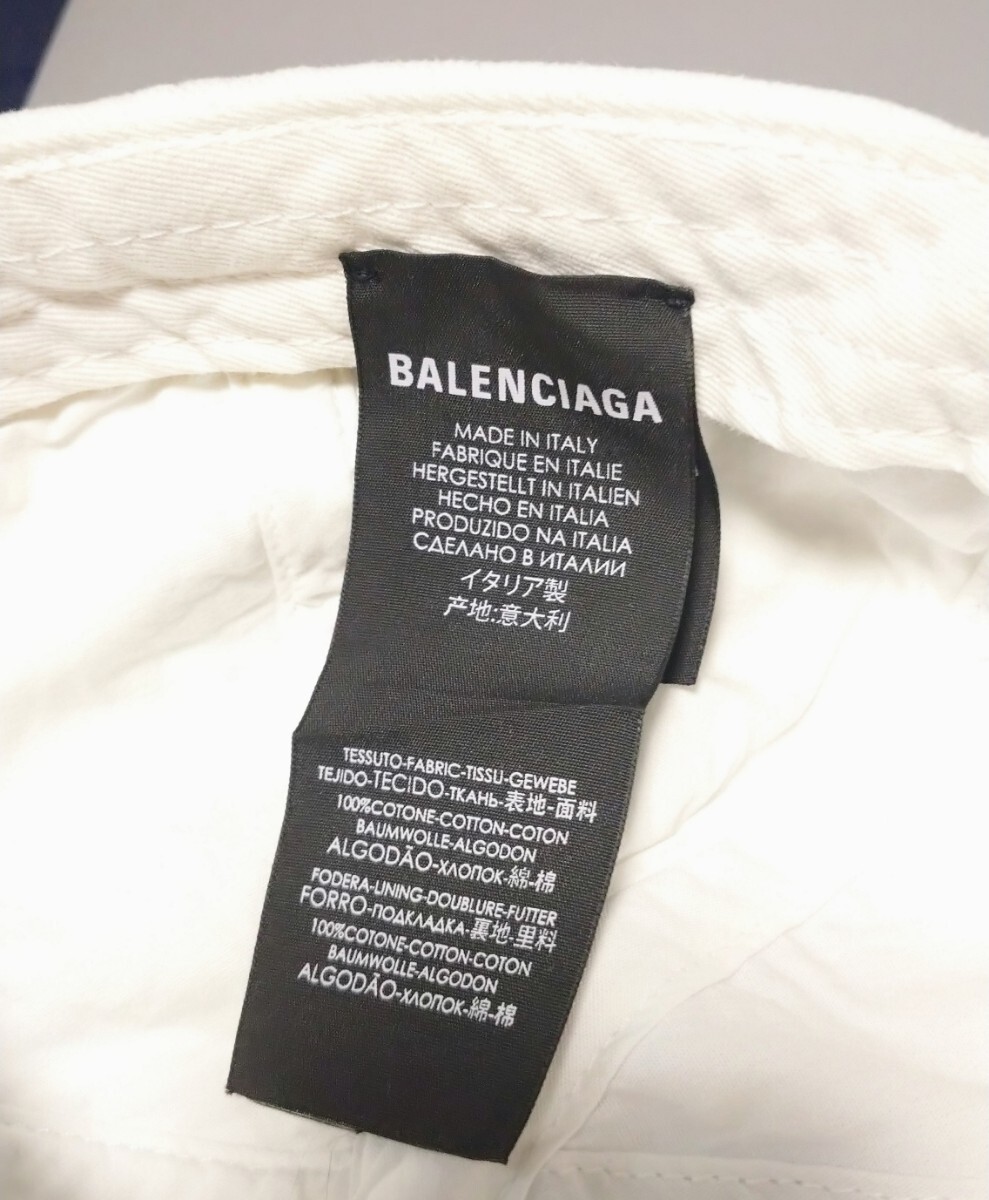 BALENCIAGA
MADE IN ITALY
FABRIQUE EN ITALIE
HERGESTELLT IN ITALIEN
HECHO EN ITALIA
PRODUZIDO NA ITALIA
СДЕЛАНО В ИТАЛИИ
イタリア製
产地:意大利
TESSUTO-FABRIC-TISSU-GEWEBE
TEJIDO-TECIDO-ТКАНЬ-表地-面料
100%COTONE-COTTON-COTON
BAUMWOLLE-ALGODON
ALGODÃO-ХЛОПОК-綿-棉
FODERA-LINING-DOUBLURE-FUTTER
FORRO-ПОДКЛАДКА-裏地-里料
100%COTONE-COTTON-COTON
BAUMWOLLE-ALGODON
ALGODÃO-ХЛОПОК-綿-棉